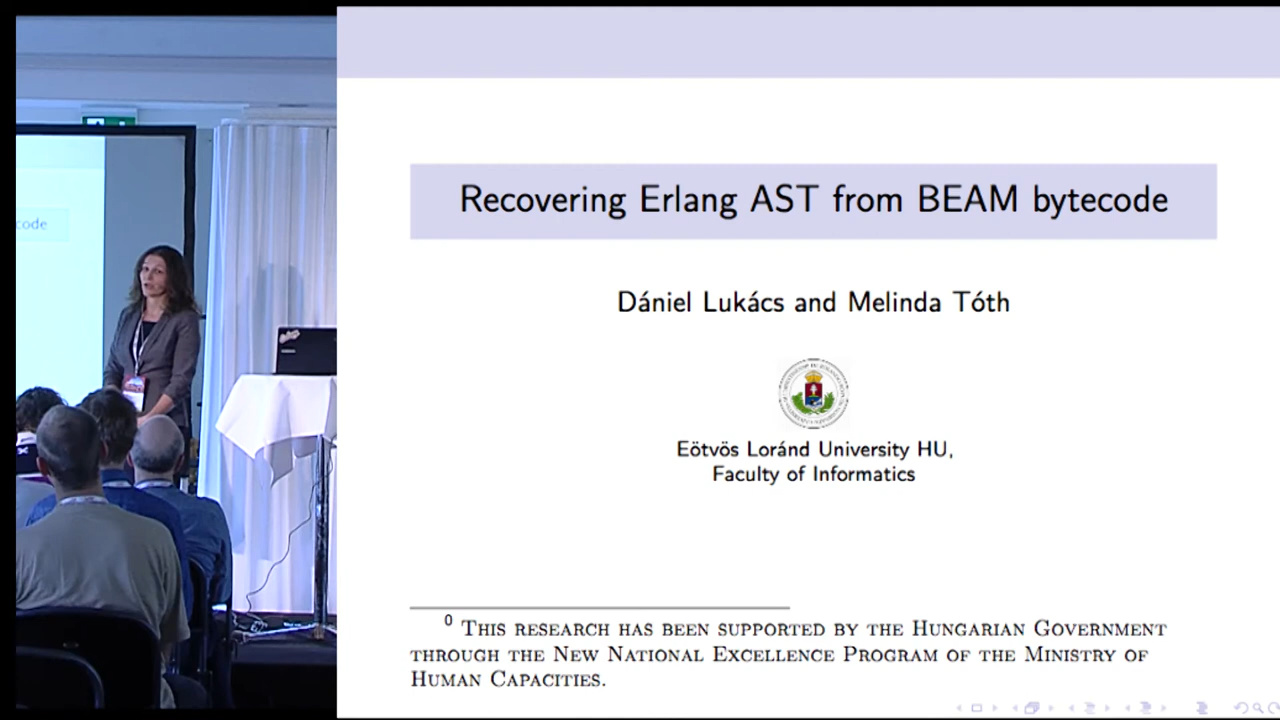 code
Recovering Erlang AST from BEAM bytecode
Dániel Lukács and Melinda Tóth
Eötvös Loránd University HU,
Faculty of Informatics
0 This research has been supported by the Hungarian Government
through the New National Excellence Program of the Ministry of
Human Capacities.